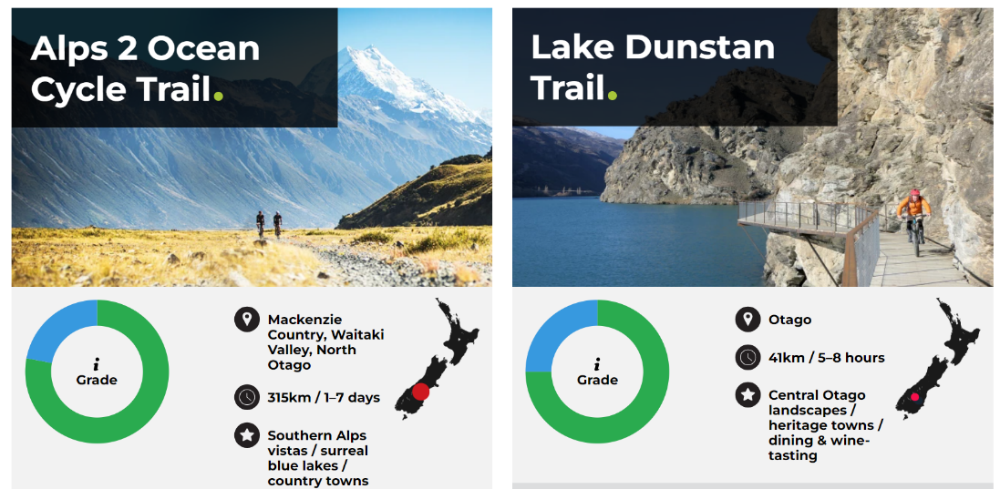 Alps 2 Ocean
Cycle Trail.
i
Grade
Mackenzie
Country, Waitaki
Valley, North
Otago
315km / 1–7 days
Southern Alps
vistas / surreal
blue lakes /
country towns
Lake Dunstan
Trail.
i
Grade
Otago
41km / 5–8 hours
Central Otago
landscapes /
heritage towns /
dining & wine-
tasting